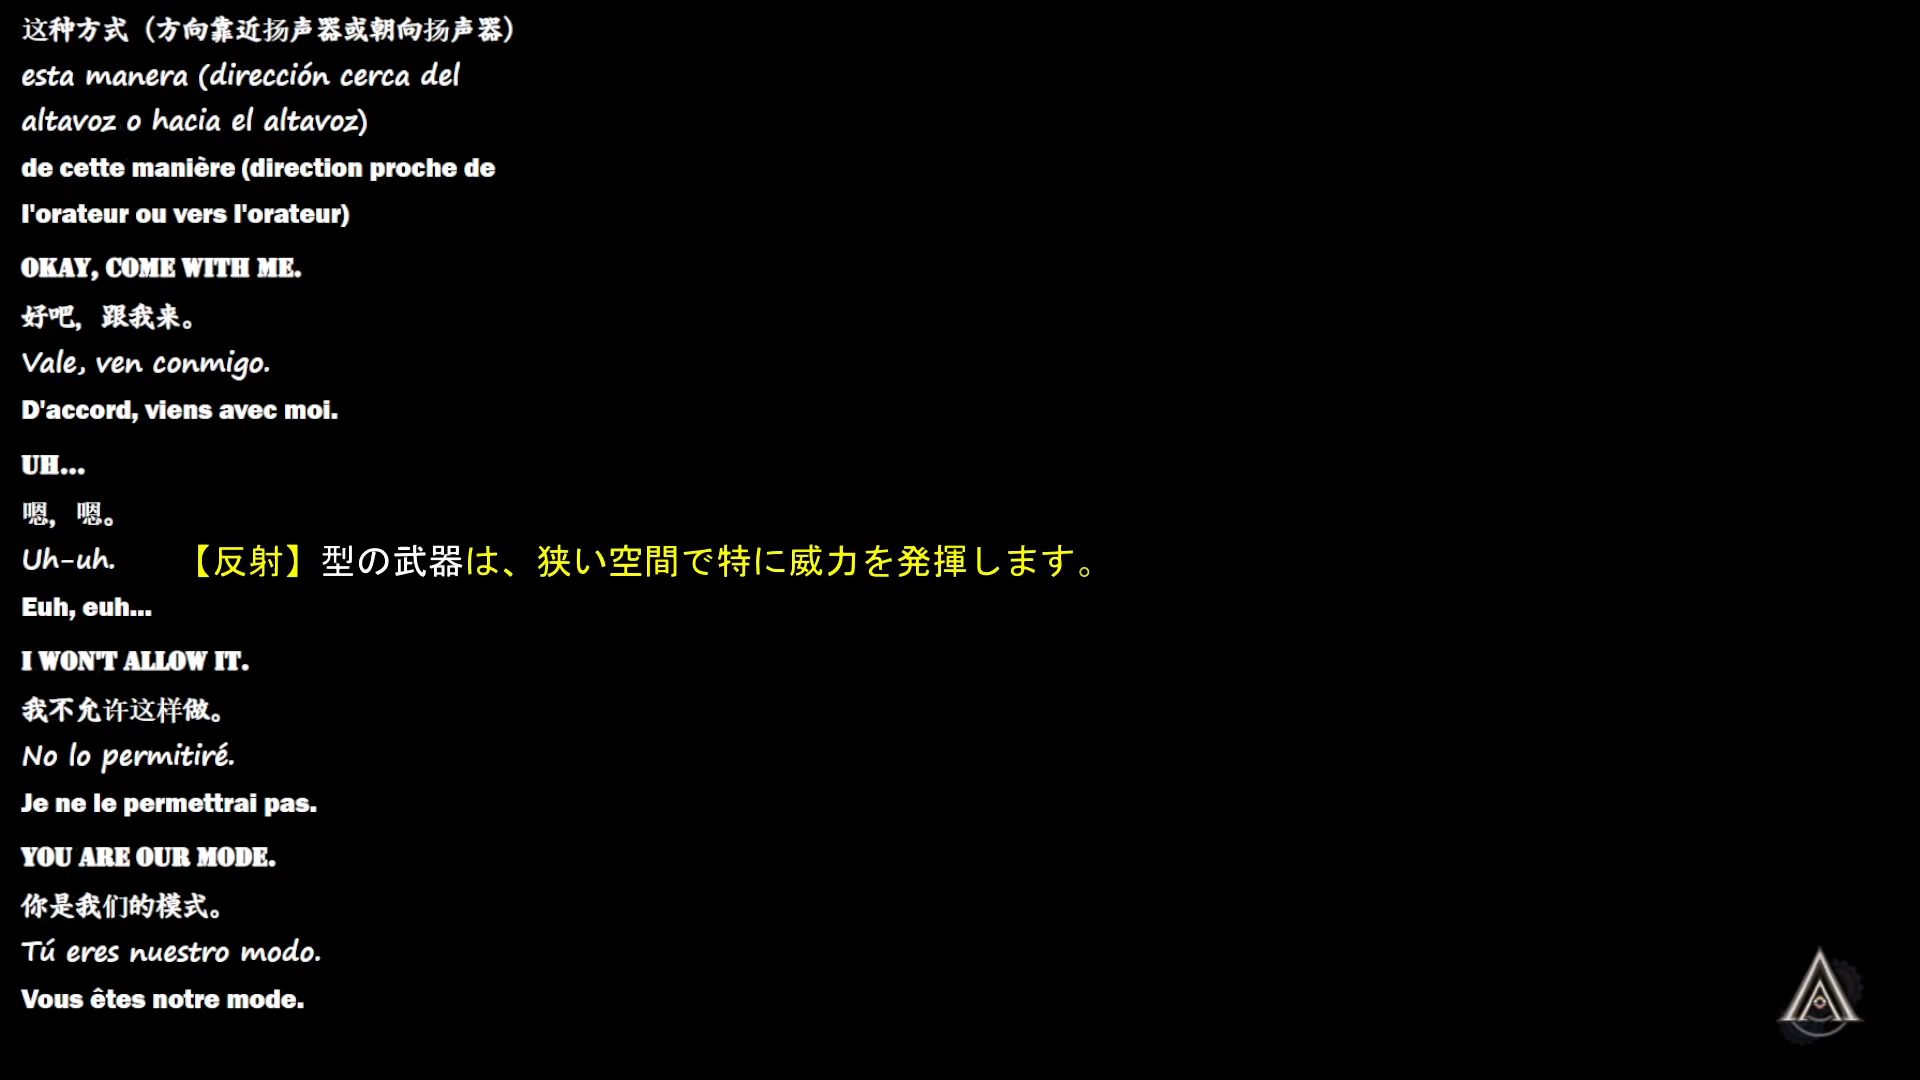 这种方式（方向靠近扬声器或朝向扬声器）
esta manera (dirección cerca del
altavoz o hacia el altavoz)
de cette manière (direction proche de
l'orateur ou vers l'orateur)
OKAY, COME WITH ME.
好吧，跟我来。
Vale, ven conmigo.
D'accord, viens avec moi.
UH...
嗯，嗯。
Uh-uh.
【反射】型の武器は、狭い空間で特に威力を発揮します。
Euh, euh...
I WON'T ALLOW IT.
我不允许这样做。
No lo permitiré.
Je ne le permettrai pas.
YOU ARE OUR MODE.
你是我们的模式。
Tú eres nuestro modo.
Vous êtes notre mode.